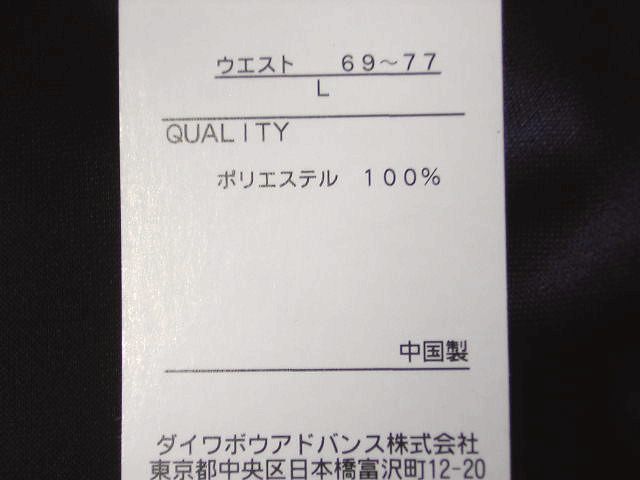 ウエスト　69～77
L
QUALITY
ポリエステル　100%
中国製
ダイワボウアドバンス株式会社
東京都中央区日本橋富沢町12-20